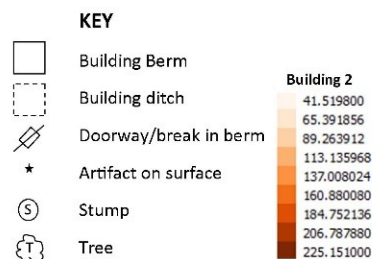 KEY
Building Berm
Building ditch
Doorway/break in berm
Artifact on surface
S Stump
T Tree
Building 2
41.519800
65.391856
89.263912
113.135968
137.008024
160.880080
184.752136
206.787880
225.151000